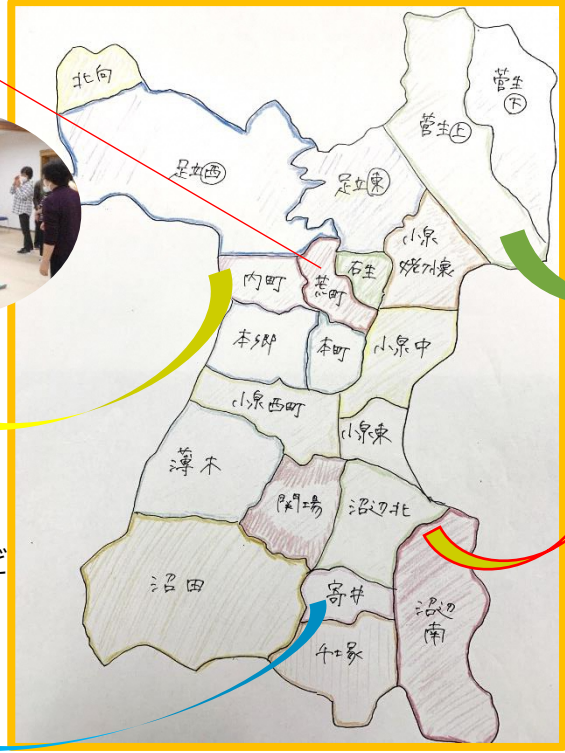 北向
菅生
下
菅生上
足立西
足立東
小泉
姥ケ懐
内町
荒町
石生
本郷
本町
小泉中
小泉西町
小泉東
薄木
関場
沼辺北
沼田
寄井
沼辺
南
千塚
ど